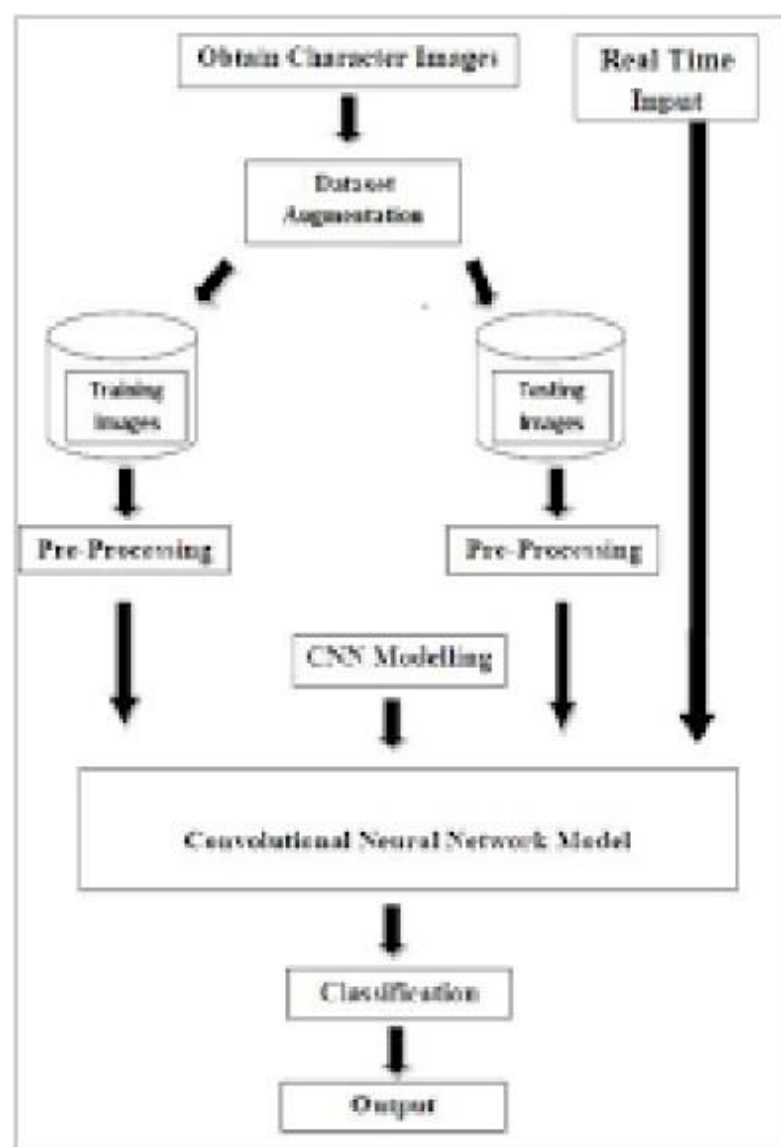 Obtain Character Images
Real Time
Input
Dataset
Augmentation
Training
Images
Testing
Images
Pre-Processing
Pre-Processing
CNN Modelling
Convolutional Neural Network Model
Classification
Output